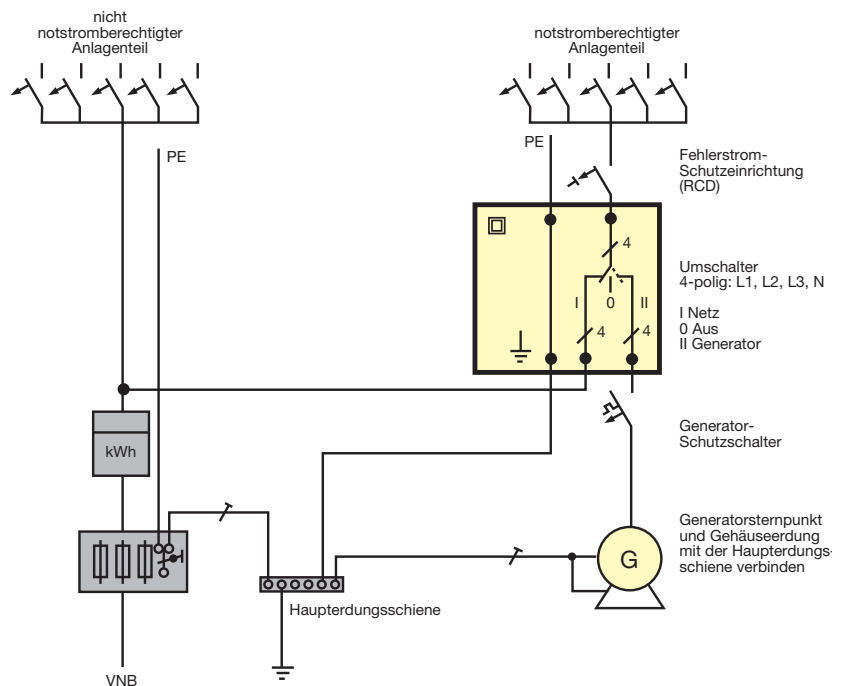 nicht
notstromberechtigter
Anlagenteil
notstromberechtigter
Anlagenteil
PE
PE
Fehlerstrom-
Schutzeinrichtung
(RCD)
4
Umschalter
4-polig: L1, L2, L3, N
I
0
II
I Netz
0 Aus
II Generator
4
4
kWh
Generator-
Schutzschalter
Generatorsternpunkt
und Gehäuseerdung
mit der Haupterdungs-
schiene verbinden
G
Haupterdungsschiene
VNB